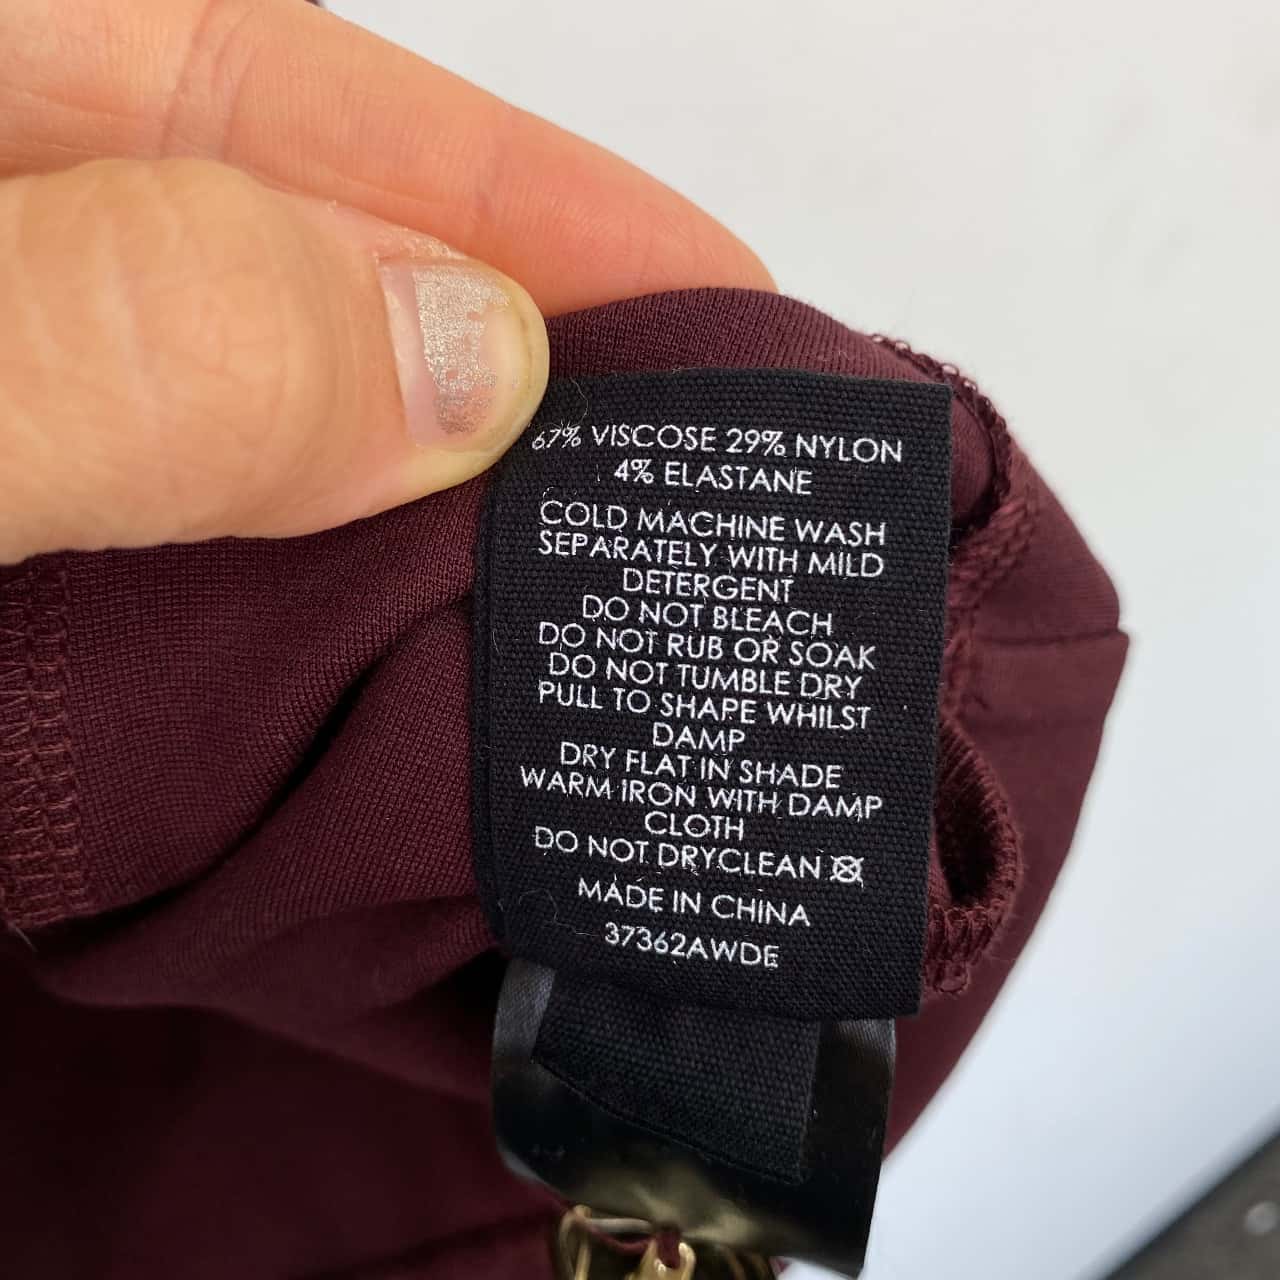 67% VISCOSE 29% NYLON
4% ELASTANE
COLD MACHINE WASH
SEPARATELY WITH MILD
DETERGENT
DO NOT BLEACH
DO NOT RUB OR SOAK
DO NOT TUMBLE DRY
PULL TO SHAPE WHILST
DAMP
DRY FLAT IN SHADE
WARM IRON WITH DAMP
CLOTH
DO NOT DRYCLEAN
MADE IN CHINA
37362AWDE